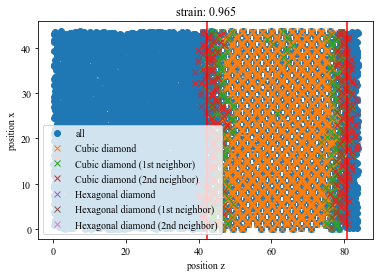 strain: 0.965
position x
40
30
20
10
0
all
Cubic diamond
Cubic diamond (1st neighbor)
Cubic diamond (2nd neighbor)
Hexagonal diamond
Hexagonal diamond (1st neighbor)
Hexagonal diamond (2nd neighbor)
0 20 40 60 80
position z